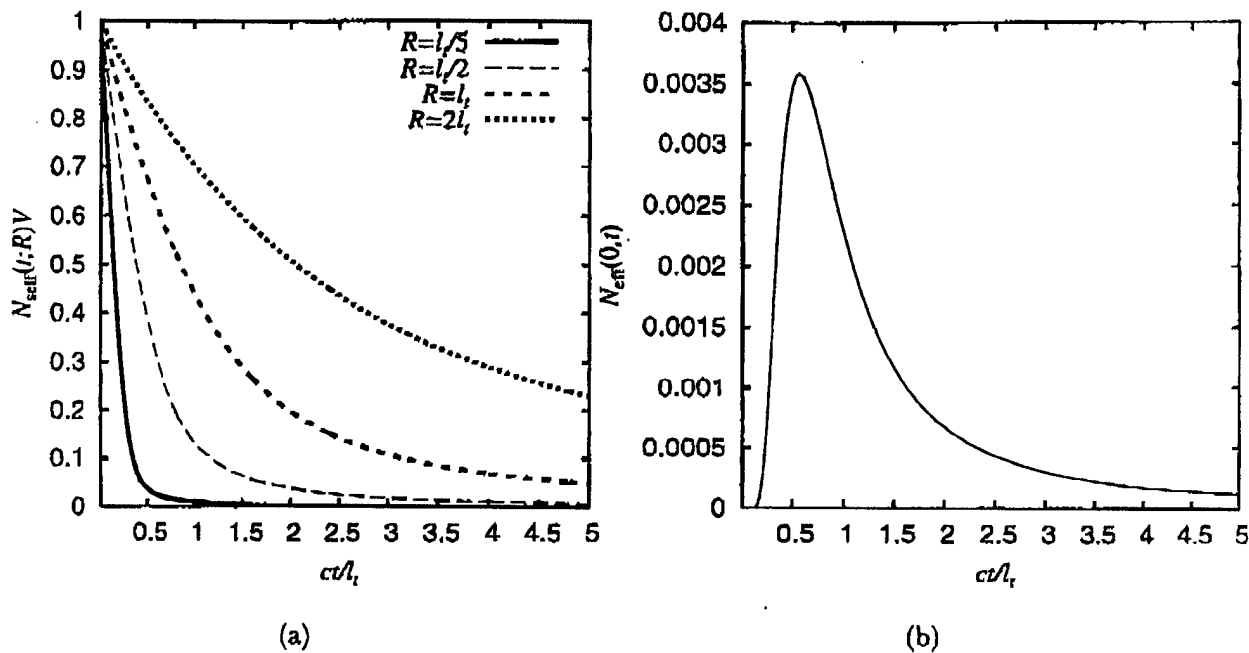 1
0.9
0.8
0.7
0.6
0.5
0.4
0.3
0.2
0.1
0
N_self(t;R)V
R=l_t/5
R=l_t/2
R=l_t
R=2l_t
0.5 1 1.5 2 2.5 3 3.5 4 4.5 5
ct/l_t
(a)
0.004
0.0035
0.003
0.0025
0.002
0.0015
0.001
0.0005
0
N_eff(0,t)
0.5 1 1.5 2 2.5 3 3.5 4 4.5 5
ct/l_t
(b)